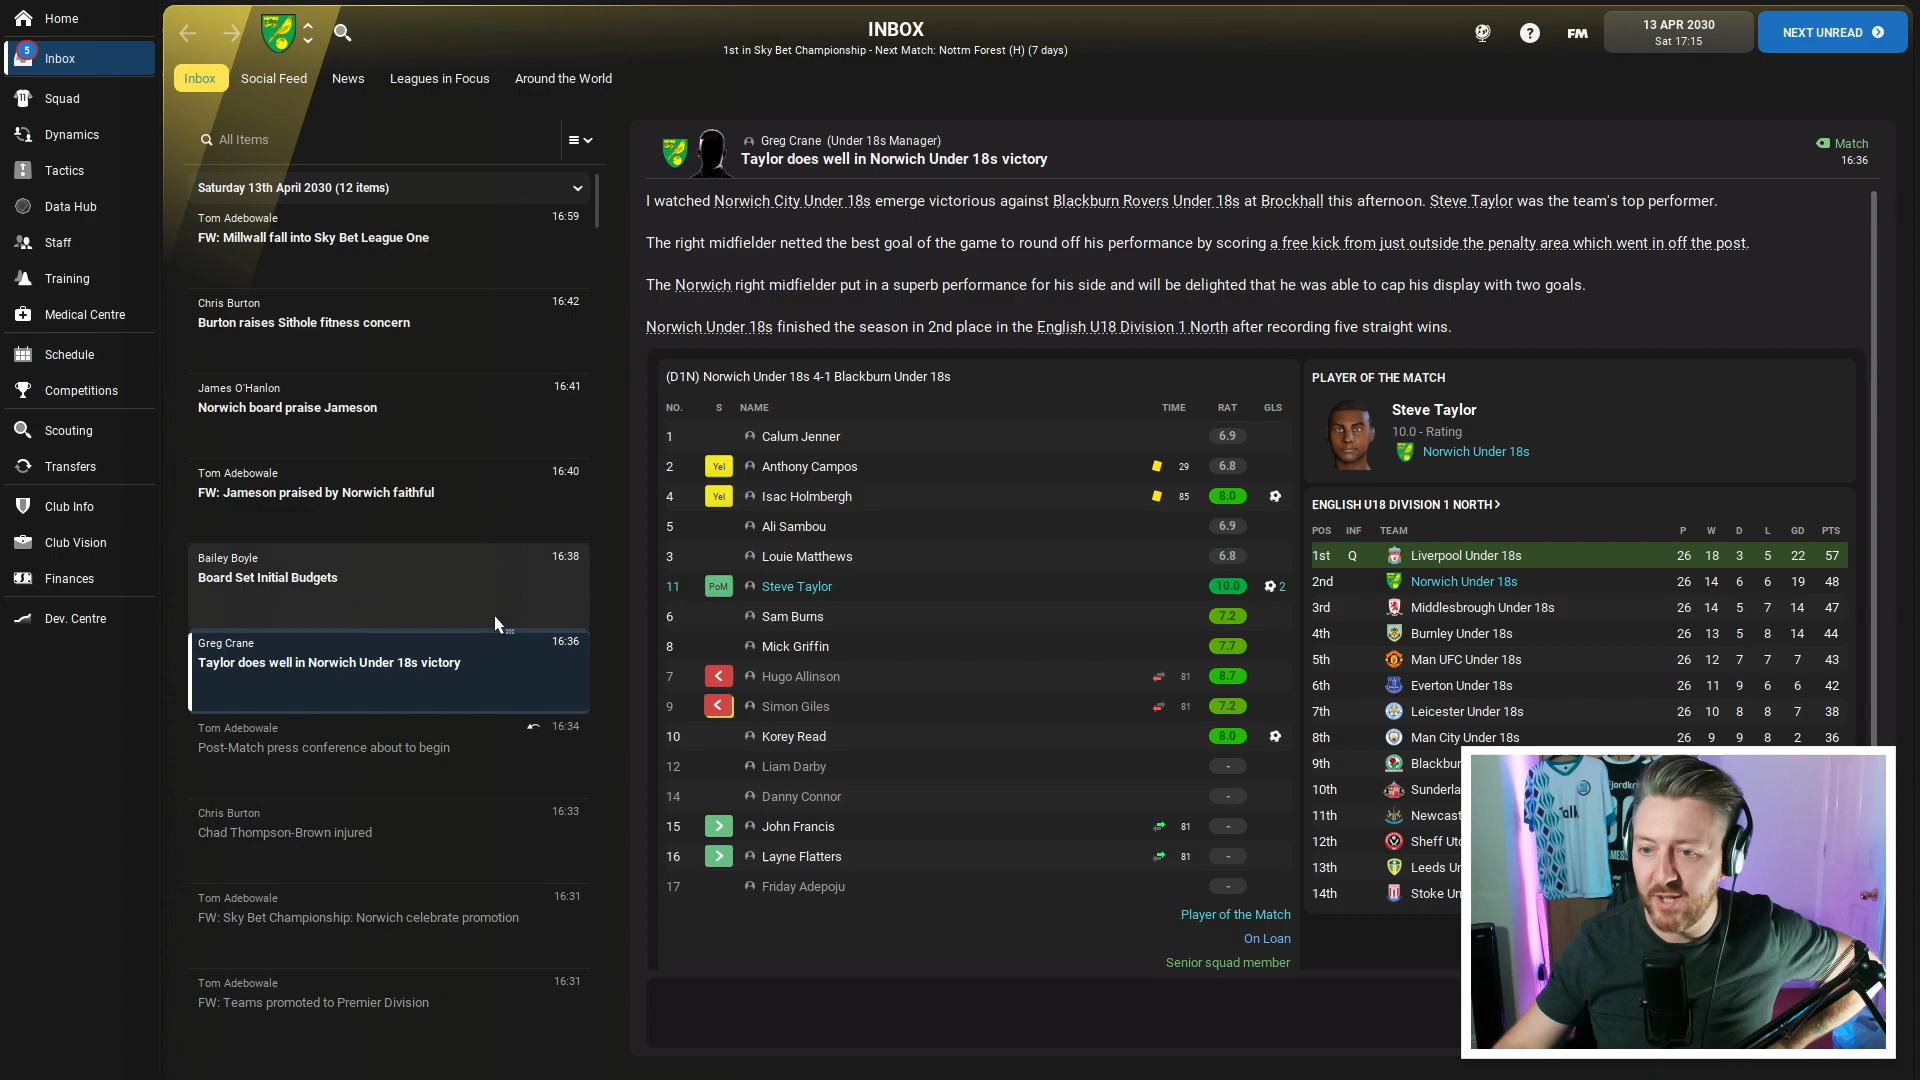 Home
5
Inbox
Squad
Dynamics
Tactics
Data Hub
Staff
Training
Medical Centre
Schedule
Competitions
Scouting
Transfers
Club Info
Club Vision
Finances
Dev. Centre
INBOX
1st in Sky Bet Championship - Next Match: Nottm Forest (H) (7 days)
FM
13 APR 2030
Sat 17:15
NEXT UNREAD
Inbox Social Feed News Leagues in Focus Around the World
All Items
Saturday 13th April 2030 (12 items)
Tom Adebowale 16:59
FW: Millwall fall into Sky Bet League One
Chris Burton 16:42
Burton raises Sithole fitness concern
James O'Hanlon 16:41
Norwich board praise Jameson
Tom Adebowale 16:40
FW: Jameson praised by Norwich faithful
Bailey Boyle 16:38
Board Set Initial Budgets
Greg Crane 16:36
Taylor does well in Norwich Under 18s victory
Tom Adebowale 16:34
Post-Match press conference about to begin
Chris Burton 16:33
Chad Thompson-Brown injured
Tom Adebowale 16:31
FW: Sky Bet Championship: Norwich celebrate promotion
Tom Adebowale 16:31
FW: Teams promoted to Premier Division
Greg Crane (Under 18s Manager)
Taylor does well in Norwich Under 18s victory
Match
16:36
I watched Norwich City Under 18s emerge victorious against Blackburn Rovers Under 18s at Brockhall this afternoon. Steve Taylor was the team's top performer.
The right midfielder netted the best goal of the game to round off his performance by scoring a free kick from just outside the penalty area which went in off the post.
The Norwich right midfielder put in a superb performance for his side and will be delighted that he was able to cap his display with two goals.
Norwich Under 18s finished the season in 2nd place in the English U18 Division 1 North after recording five straight wins.
(D1N) Norwich Under 18s 4-1 Blackburn Under 18s
NO. S NAME TIME RAT GLS
1 Calum Jenner 6.9
2 Yel Anthony Campos 29 6.8
4 Yel Isac Holmbergh 85 8.0
5 Ali Sambou 6.9
3 Louie Matthews 6.8
11 PoM Steve Taylor 10.0 2
6 Sam Burns 7.2
8 Mick Griffin 7.7
7 Hugo Allinson 81 8.7
9 Simon Giles 81 7.2
10 Korey Read 8.0
12 Liam Darby -
14 Danny Connor -
15 John Francis 81 -
16 Layne Flatters 81 -
17 Friday Adepoju -
Player of the Match
On Loan
Senior squad member
PLAYER OF THE MATCH
Steve Taylor
10.0 - Rating
Norwich Under 18s
ENGLISH U18 DIVISION 1 NORTH
POS INF TEAM P W D L GD PTS
1st Q Liverpool Under 18s 26 18 3 5 22 57
2nd Norwich Under 18s 26 14 6 6 19 48
3rd Middlesbrough Under 18s 26 14 5 7 14 47
4th Burnley Under 18s 26 13 5 8 14 44
5th Man UFC Under 18s 26 12 7 7 7 43
6th Everton Under 18s 26 11 9 6 6 42
7th Leicester Under 18s 26 10 8 8 7 38
8th Man City Under 18s 26 9 9 8 2 36
9th Blackbur
10th Sunderla
11th Newcast
12th Sheff Ut
13th Leeds Un
14th Stoke Un
Talk